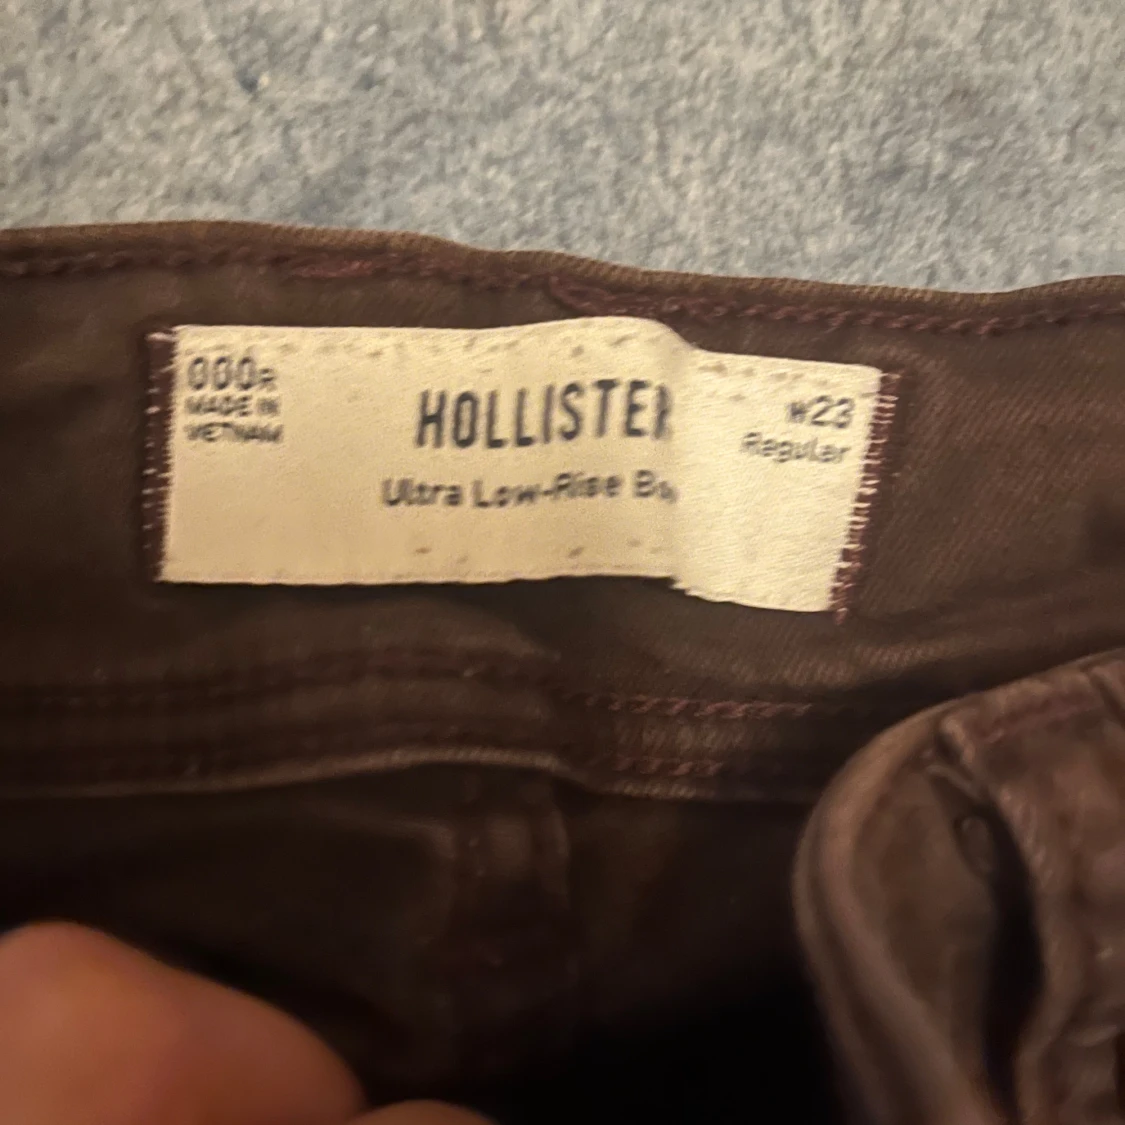 000R
MADE IN
VIETNAM
HOLLISTER
Ultra Low-Rise
W23
Regular